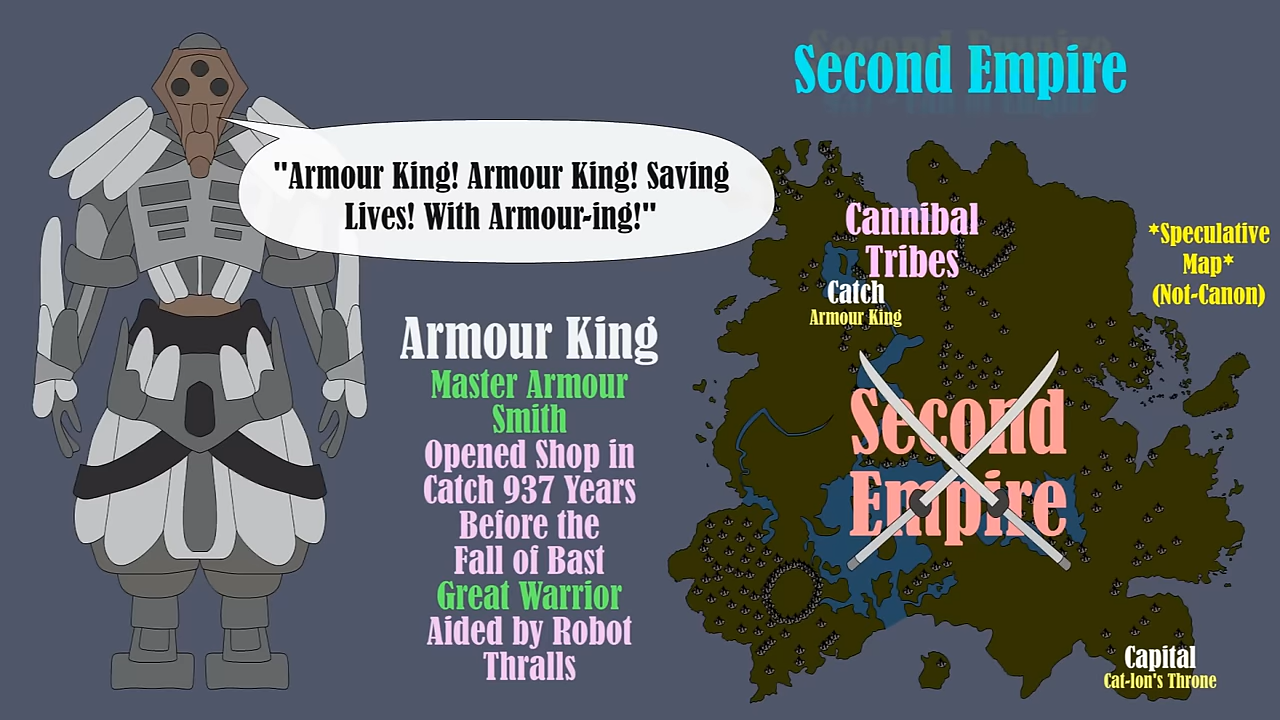 Second Empire
"Armour King! Armour King! Saving
Lives! With Armour-ing!"
Armour King
Master Armour
Smith
Opened Shop in
Catch 937 Years
Before the
Fall of Bast
Great Warrior
Aided by Robot
Thralls
Cannibal
Tribes
Catch
Armour King
*Speculative
Map*
(Not-Canon)
Second
Empire
Capital
Cat-lon's Throne